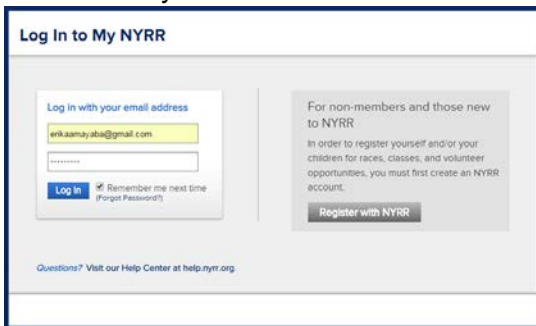 Log In to My NYRR
Log in with your email address
erikaamayaba@gmail.com
Log In
Remember me next time
(Forgot Password?)
For non-members and those new
to NYRR
In order to register yourself and/or your
children for races, classes, and volunteer
opportunities, you must first create an NYRR
account.
Register with NYRR
Questions? Visit our Help Center at help.nyrr.org.